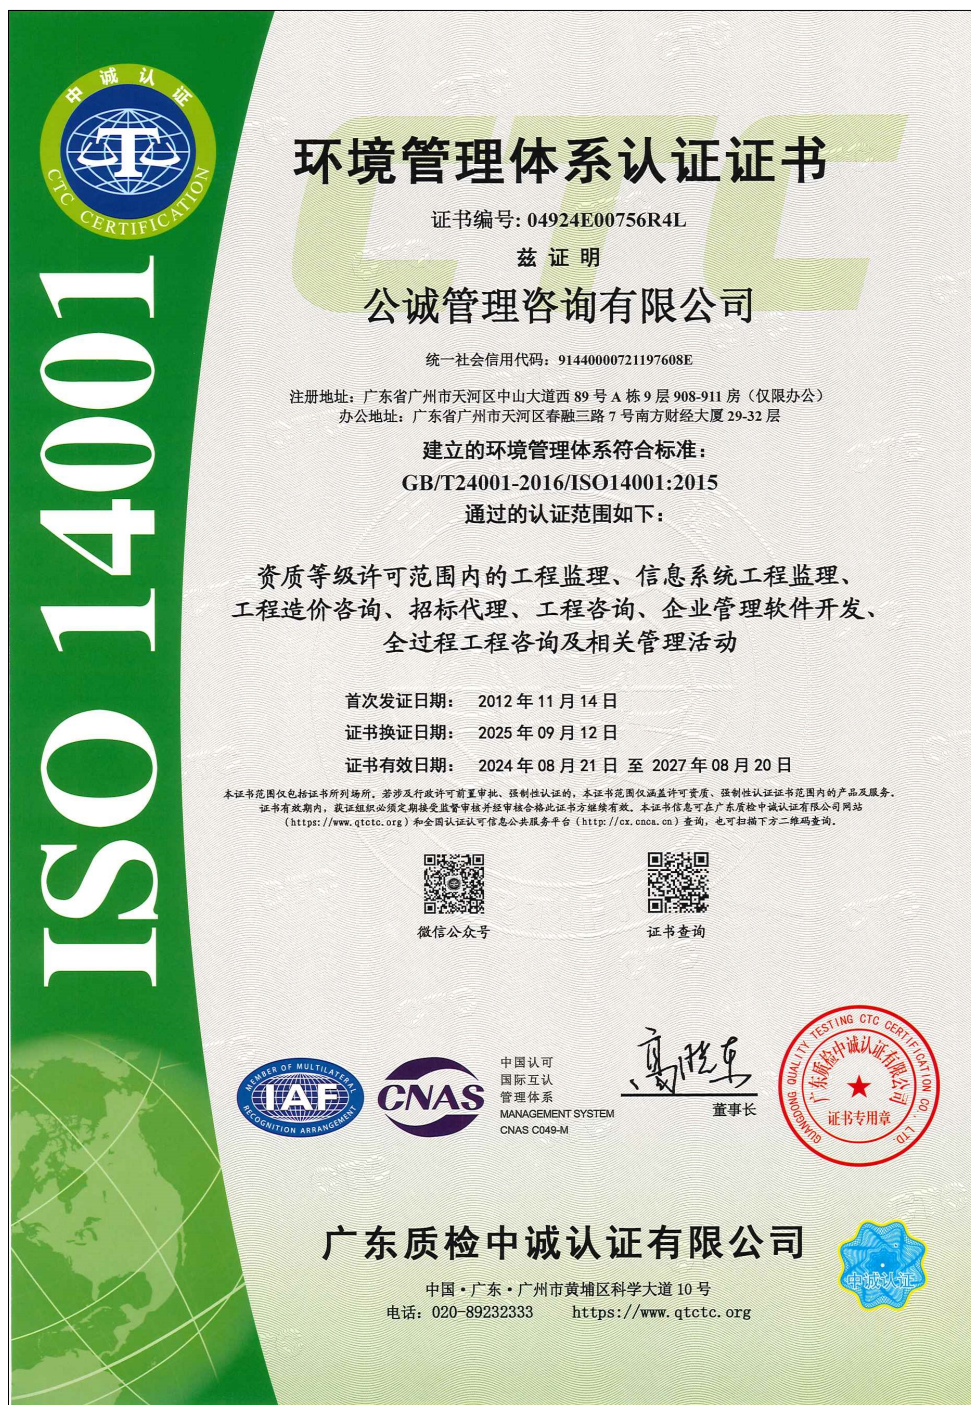 中诚认证
CTC CERTIFICATION
ISO 14001
CTC
环境管理体系认证证书
证书编号: 04924E00756R4L
兹 证 明
公诚管理咨询有限公司
统一社会信用代码：91440000721197608E
注册地址：广东省广州市天河区中山大道西 89 号 A 栋 9 层 908-911 房（仅限办公）
办公地址：广东省广州市天河区春融三路 7 号南方财经大厦 29-32 层
建立的环境管理体系符合标准：
GB/T24001-2016/ISO14001:2015
通过的认证范围如下：
资质等级许可范围内的工程监理、信息系统工程监理、
工程造价咨询、招标代理、工程咨询、企业管理软件开发、
全过程工程咨询及相关管理活动
首次发证日期： 2012 年 11 月 14 日
证书换证日期： 2025 年 09 月 12 日
证书有效日期： 2024 年 08 月 21 日 至 2027 年 08 月 20 日
本证书范围仅包括证书所列场所。若涉及行政许可前置审批、强制性认证的，本证书范围仅涵盖许可资质、强制性认证证书范围内的产品及服务。
证书有效期内，获证组织必须定期接受监督审核并经审核合格此证书方继续有效。本证书信息可在广东质检中诚认证有限公司网站
（https://www.qtctc.org）和全国认证认可信息公共服务平台（http://cx.cnca.cn）查询，也可扫描下方二维码查询。
微信公众号
证书查询
MEMBER OF MULTILATERAL
IAF
RECOGNITION ARRANGEMENT
CNAS
中国认可
国际互认
管理体系
MANAGEMENT SYSTEM
CNAS C049-M
董事长
GUANGDONG QUALITY TESTING CTC CERTIFICATION CO., LTD.
广东质检中诚认证有限公司
证书专用章
广东质检中诚认证有限公司
中国·广东·广州市黄埔区科学大道 10 号
电话：020-89232333 https://www.qtctc.org
中诚认证